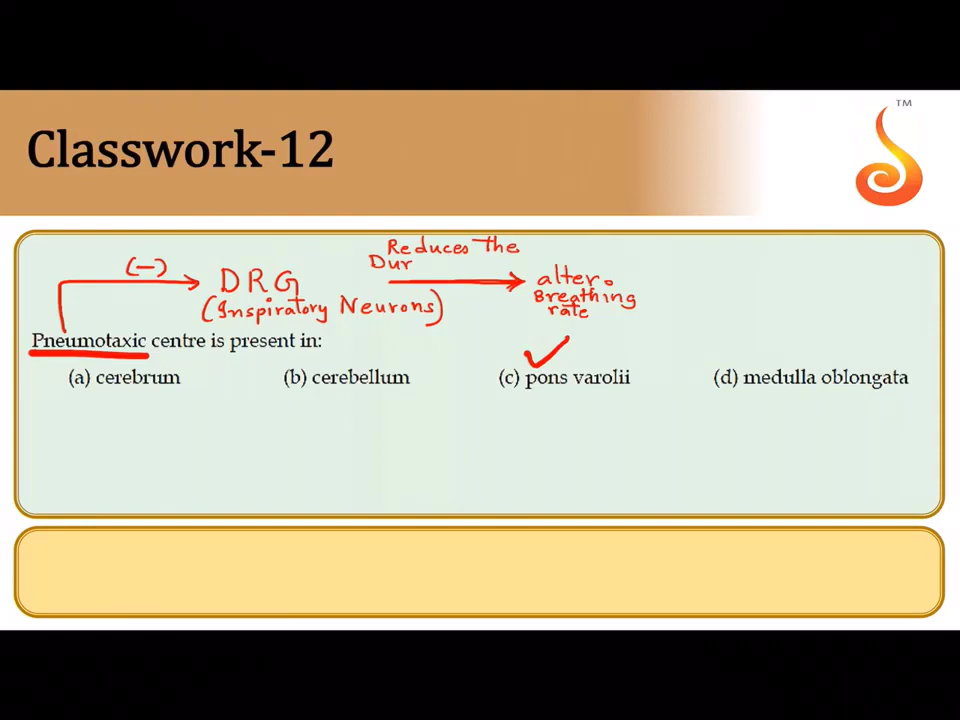 TM
Classwork-12
Reduces the
Dur
(-)
DRG
alter.
(Inspiratory Neurons)
Breathing
rate
Pneumotaxic centre is present in:
(a) cerebrum (b) cerebellum (c) pons varolii (d) medulla oblongata